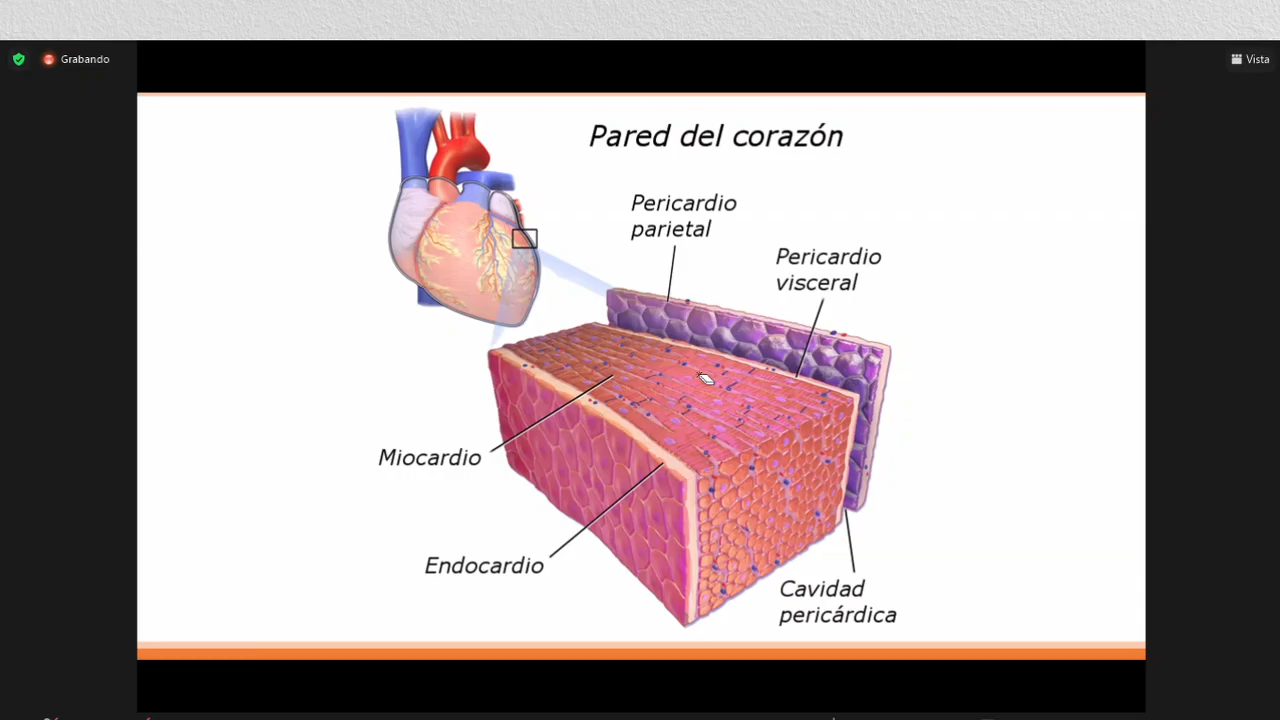 Grabando
Vista
Pared del corazón
Pericardio
parietal
Pericardio
visceral
Miocardio
Endocardio
Cavidad
pericárdica